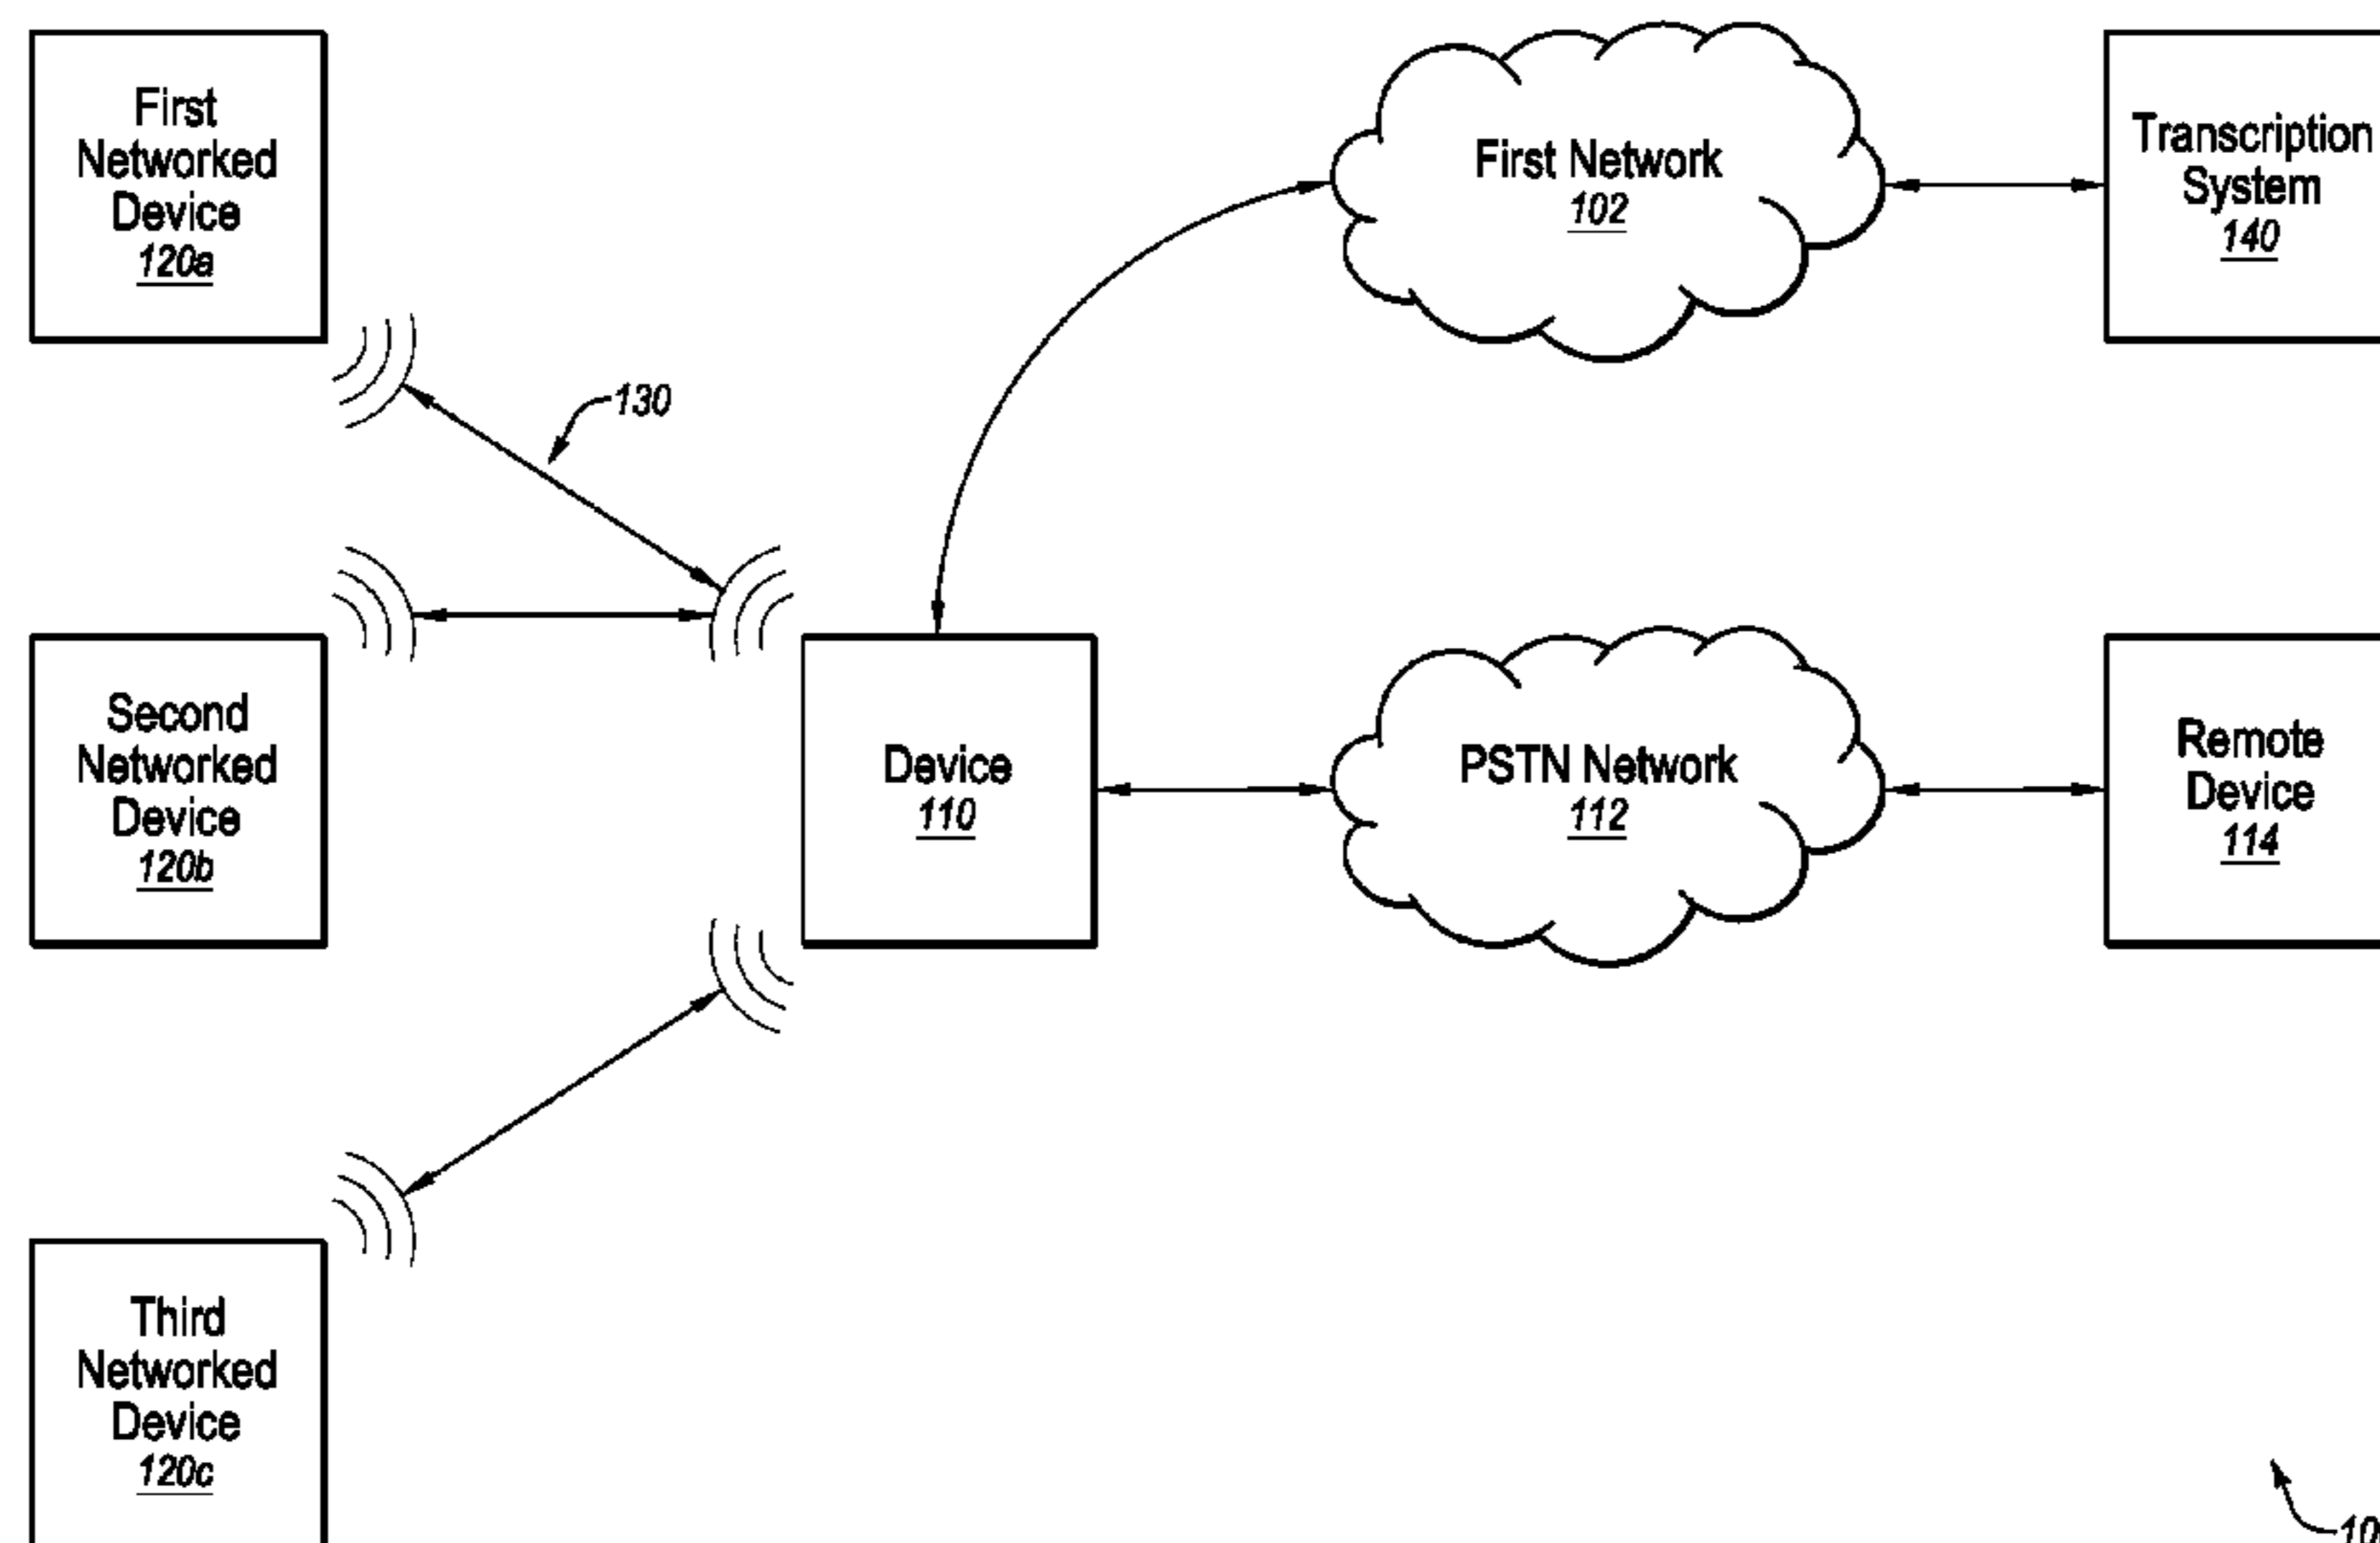 First
Networked
Device
120a
130
First Network
102
Transcription
System
140
Second
Networked
Device
120b
Device
110
PSTN Network
112
Remote
Device
114
Third
Networked
Device
120c